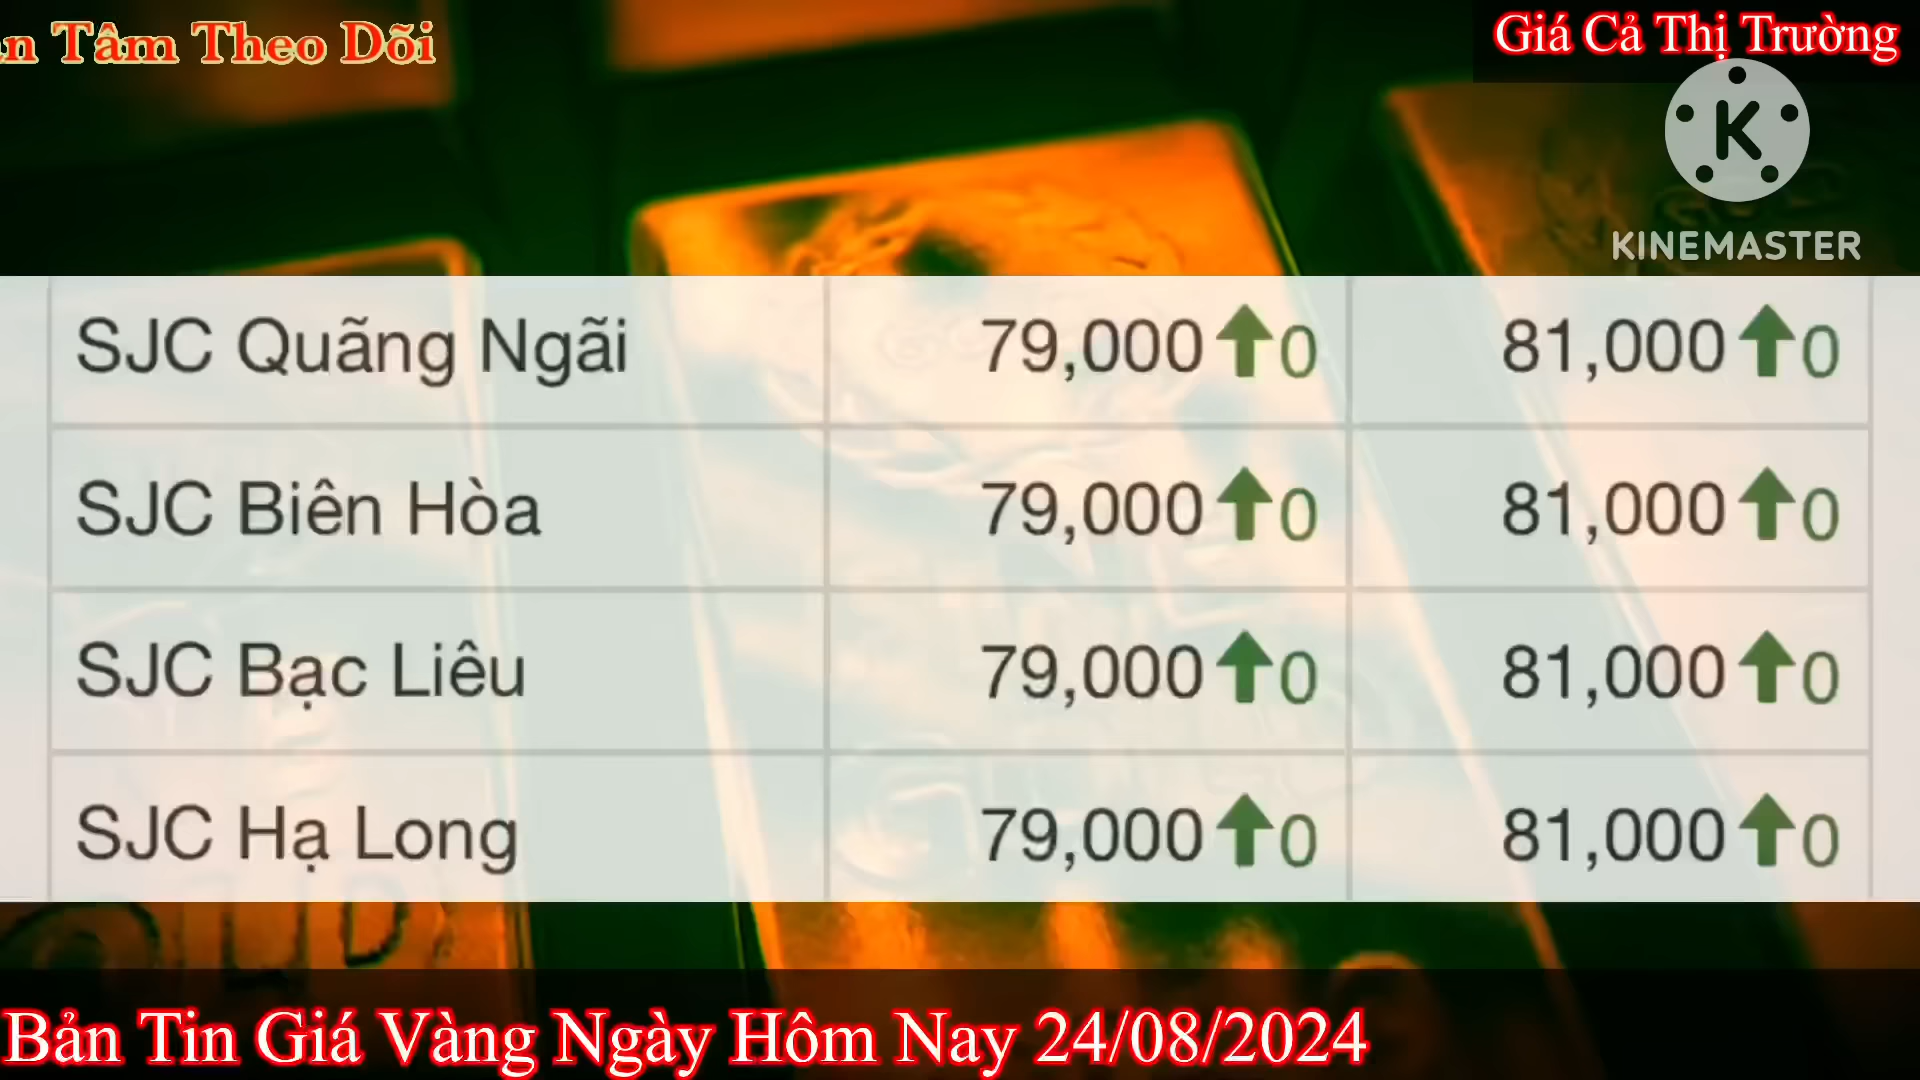 n Tâm Theo Dõi
Giá Cả Thị Trường
K
KINEMASTER
SJC Quãng Ngãi 79,000 0 81,000 0
SJC Biên Hòa 79,000 0 81,000 0
SJC Bạc Liêu 79,000 0 81,000 0
SJC Hạ Long 79,000 0 81,000 0
Bản Tin Giá Vàng Ngày Hôm Nay 24/08/2024